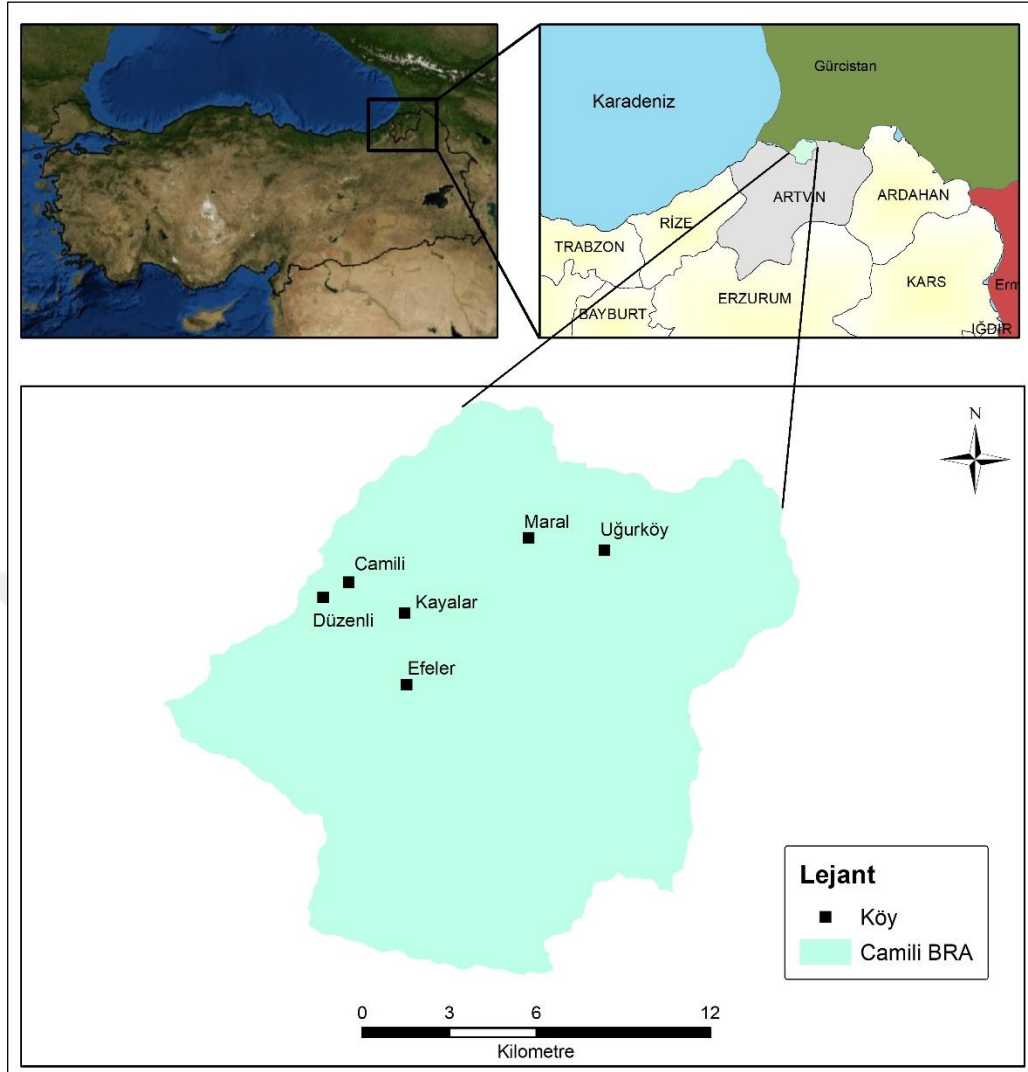 Gürcistan
Karadeniz
ARTVİN
ARDAHAN
RİZE
TRABZON
KARS
ERZURUM
BAYBURT
Erm
IĞDIR
N
Maral
Uğurköy
Camili
Kayalar
Düzenli
Efeler
Lejant
Köy
Camili BRA
0 3 6 12
Kilometre